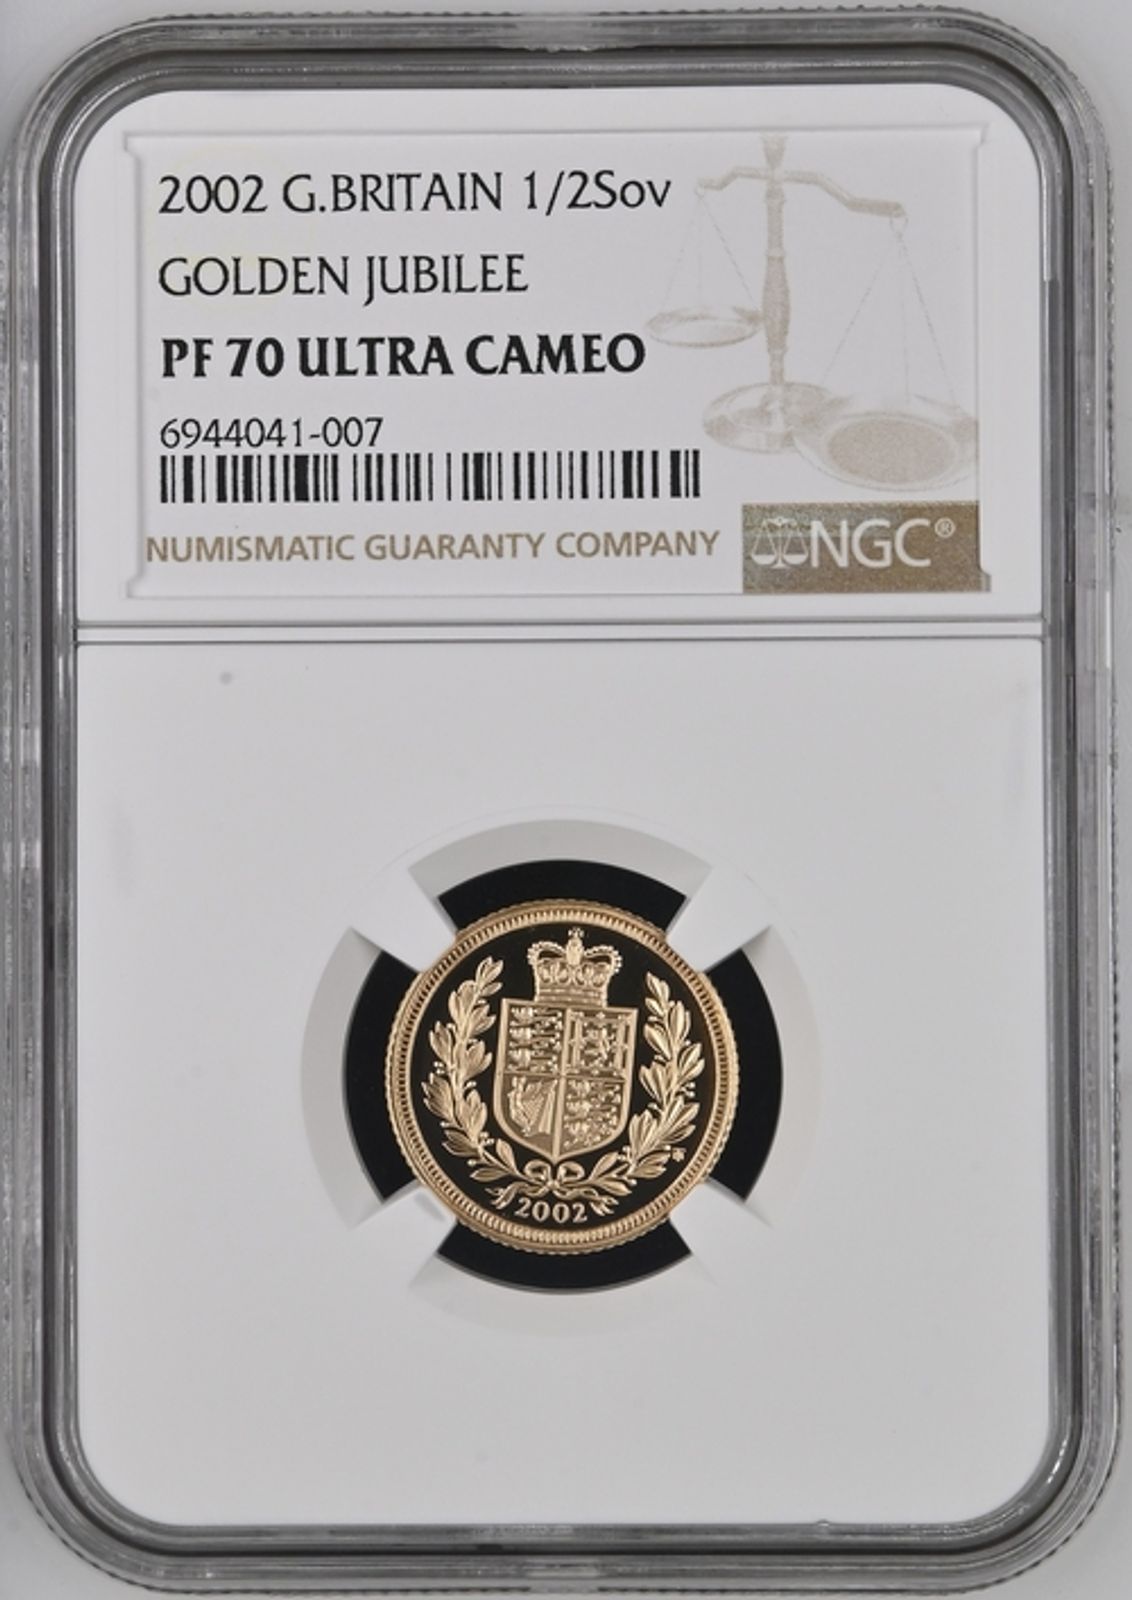 2002 G.BRITAIN 1/2Sov
GOLDEN JUBILEE
PF 70 ULTRA CAMEO
6944041-007
NUMISMATIC GUARANTY COMPANY
NGC®
2002